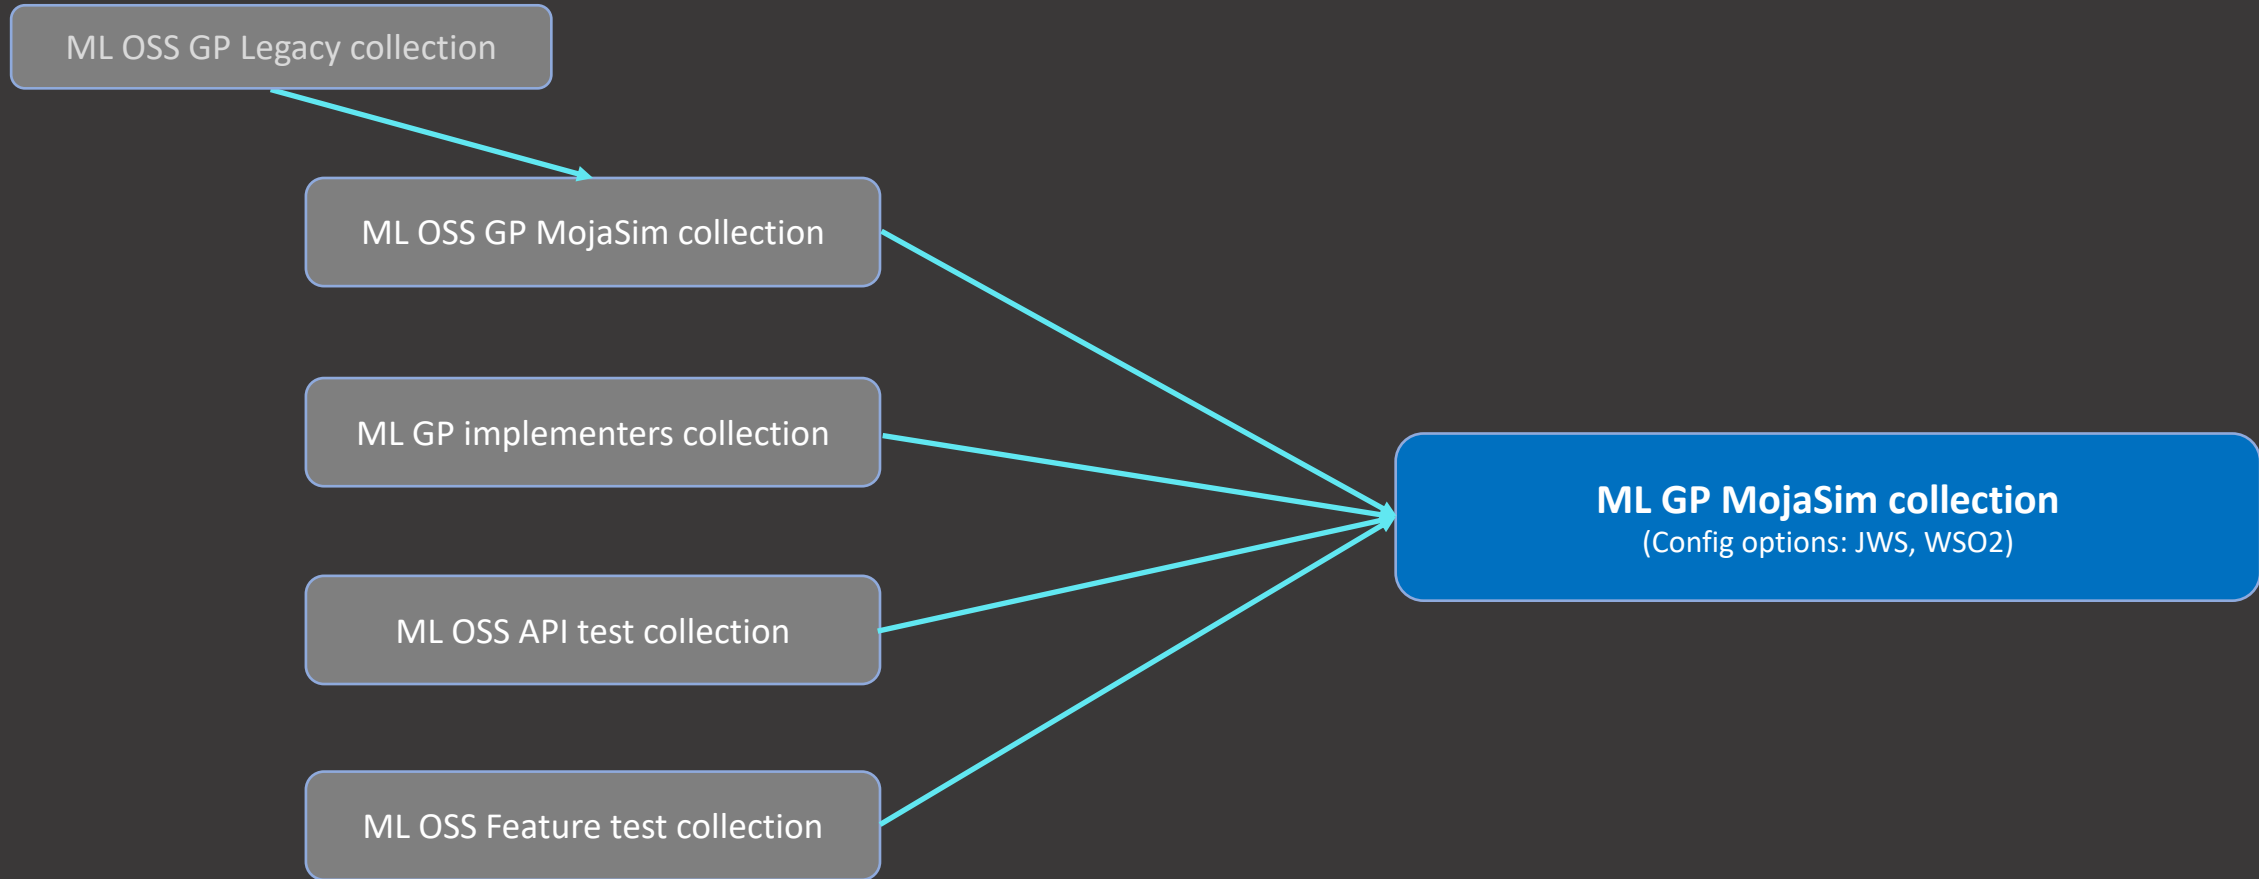 ML OSS GP Legacy collection
ML OSS GP MojaSim collection
ML GP implementers collection
ML OSS API test collection
ML OSS Feature test collection
ML GP MojaSim collection
(Config options: JWS, WSO2)